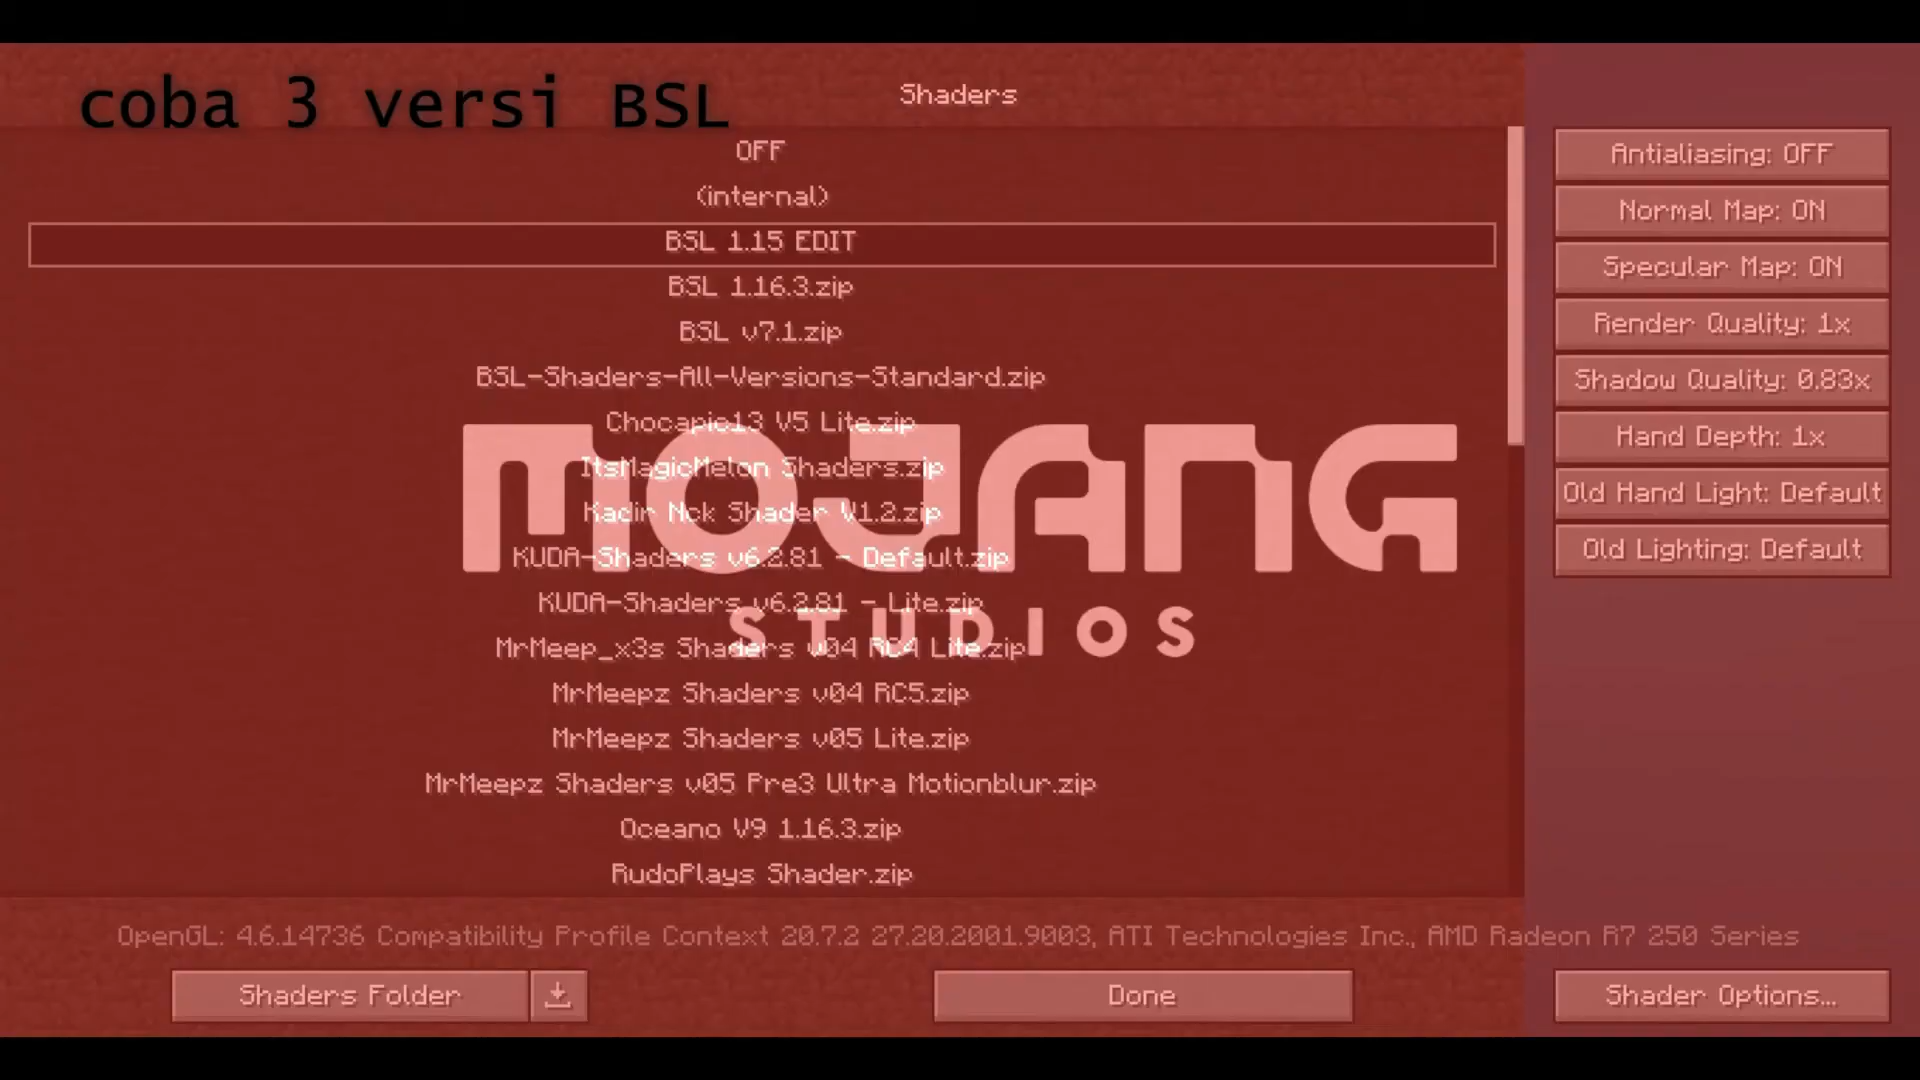 coba 3 versi BSL
Shaders
OFF
(internal)
BSL 1.15 EDIT
BSL 1.16.3.zip
BSL v7.1.zip
BSL-Shaders-All-Versions-Standard.zip
Chocapic13 V5 Lite.zip
ItsMagicMelon Shaders.zip
Kadir Nck Shader V1.2.zip
KUDA-Shaders v6.2.81 - Default.zip
KUDA-Shaders v6.2.81 - Lite.zip
MrMeep_x3s Shaders v04 RC4 Lite.zip
MrMeepz Shaders v04 RC5.zip
MrMeepz Shaders v05 Lite.zip
MrMeepz Shaders v05 Pre3 Ultra Motionblur.zip
Oceano V9 1.16.3.zip
RudoPlays Shader.zip
MOJANG
STUDIOS
Antialiasing: OFF
Normal Map: ON
Specular Map: ON
Render Quality: 1x
Shadow Quality: 0.83x
Hand Depth: 1x
Old Hand Light: Default
Old Lighting: Default
OpenGL: 4.6.14736 Compatibility Profile Context 20.7.2 27.20.2001.9003, ATI Technologies Inc., AMD Radeon R7 250 Series
Shaders Folder
Done
Shader Options...